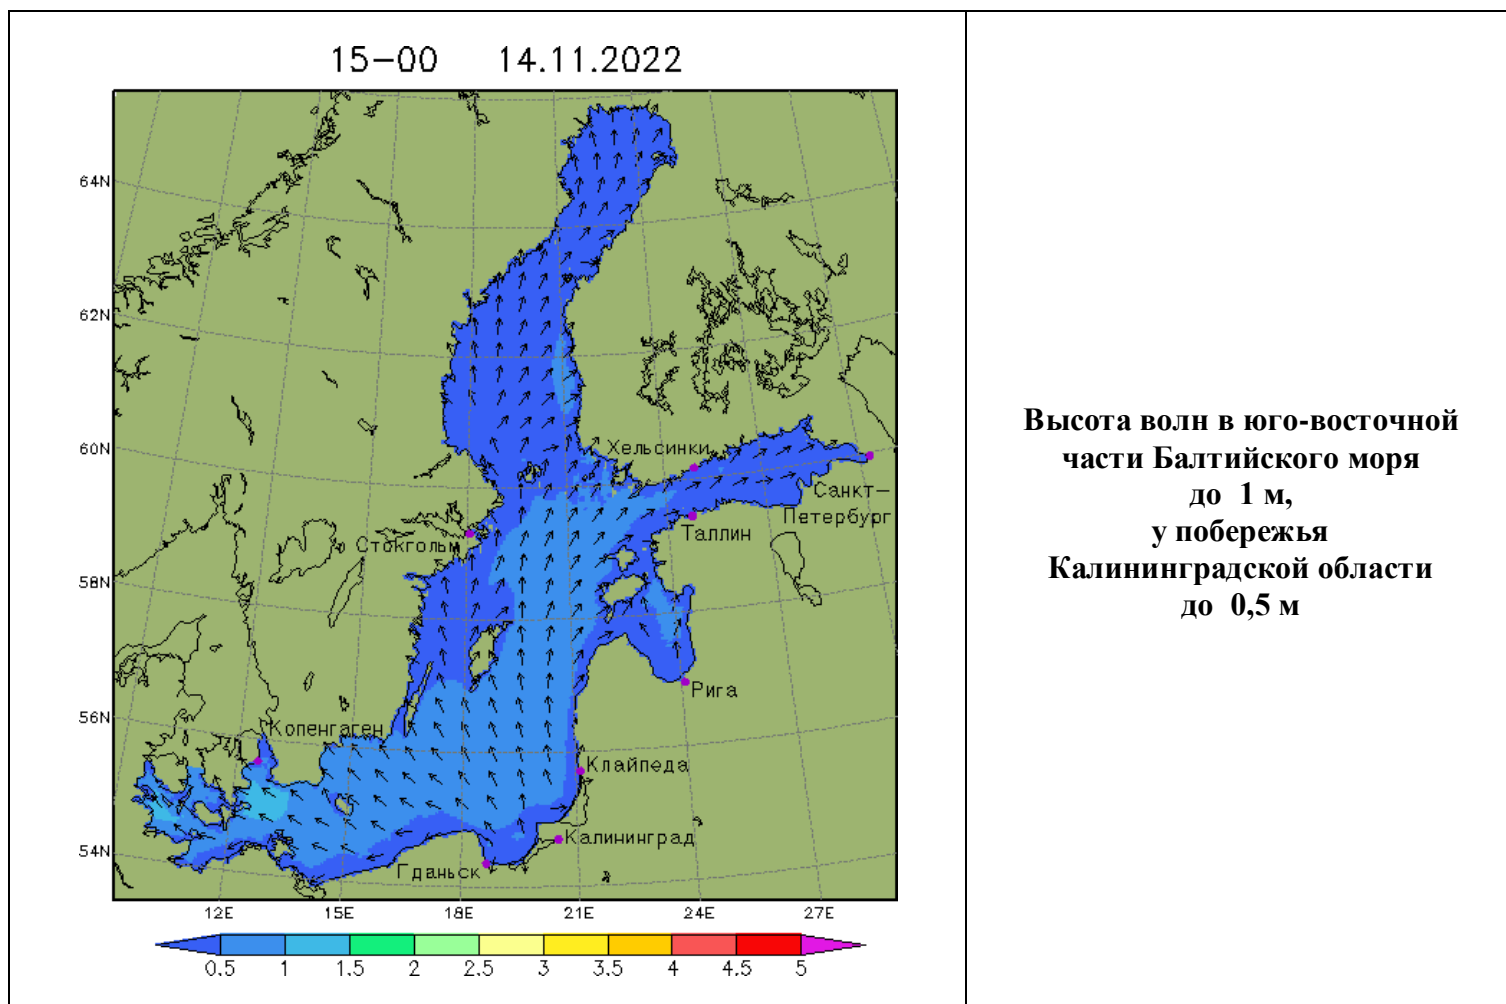 15-00 14.11.2022
64N
62N
60N
58N
56N
54N
Хельсинки
Санкт-
Петербург
Таллин
Стокгольм
Рига
Копенгаген
Клайпеда
Калининград
Гданьск
12E 15E 18E 21E 24E 27E
0.5 1 1.5 2 2.5 3 3.5 4 4.5 5
Высота волн в юго-восточной
части Балтийского моря
до 1 м,
у побережья
Калининградской области
до 0,5 м